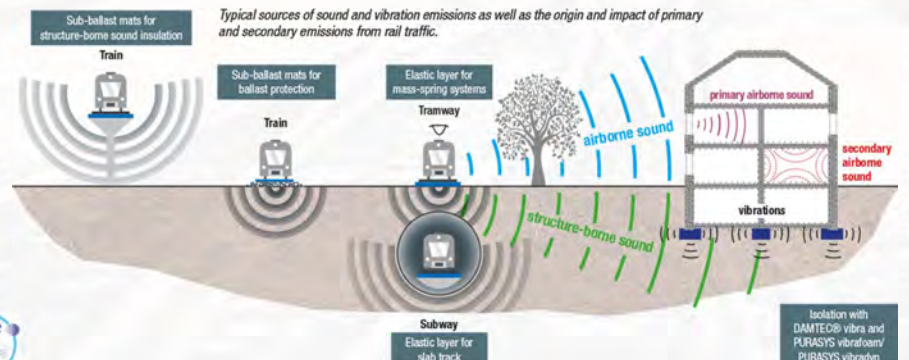 Typical sources of sound and vibration emissions as well as the origin and impact of primary
and secondary emissions from rail traffic.
Sub-ballast mats for
structure-borne sound insulation
Train
Sub-ballast mats for
ballast protection
Train
Elastic layer for
mass-spring systems
Tramway
airborne sound
structure-borne sound
primary airborne sound
secondary
airborne
sound
vibrations
Subway
Elastic layer for
slab track
Isolation with
DAMTEC® vibra and
PURASYS vibrafoam/
PURASYS vibradyn